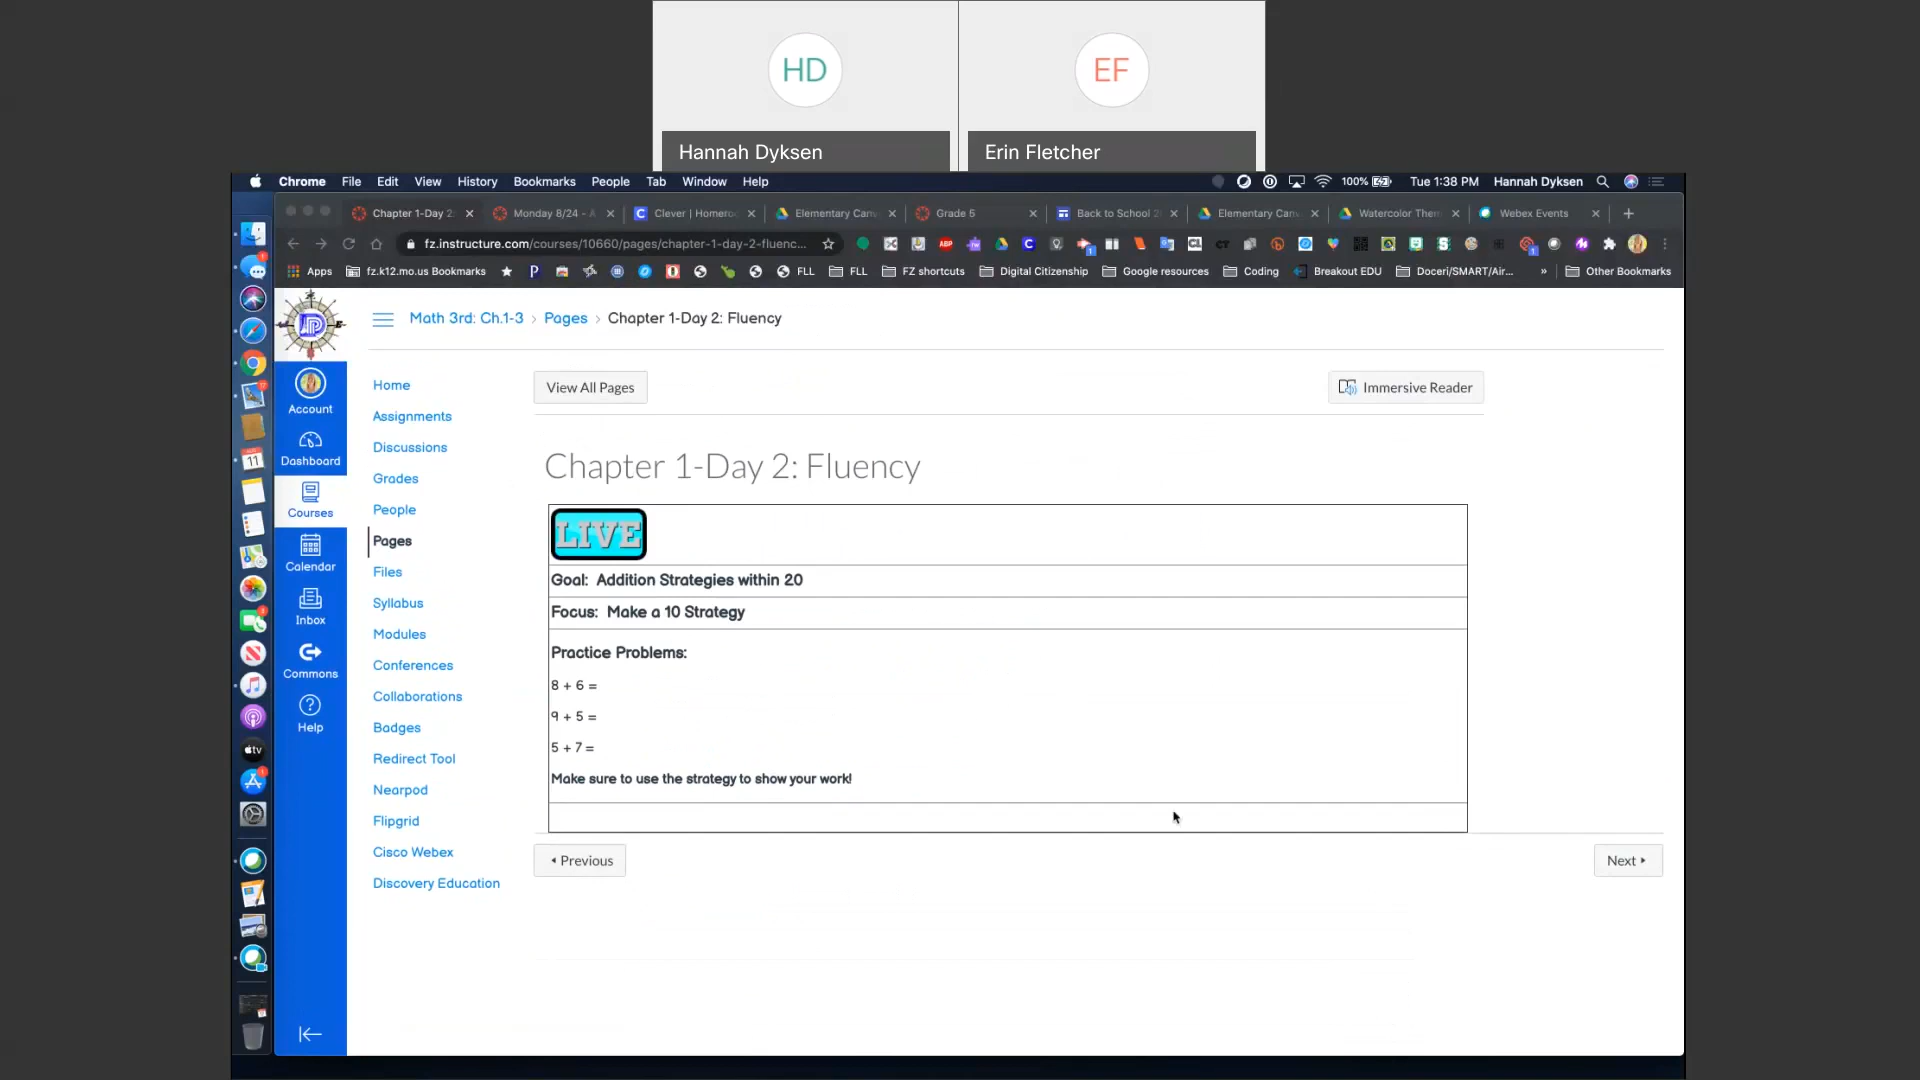 HD
EF
Hannah Dyksen
Erin Fletcher
Chrome File Edit View History Bookmarks People Tab Window Help
100% Tue 1:38 PM Hannah Dyksen
Chapter 1-Day 2:
Monday 8/24 - A
Clever | Homero
Elementary Canv
Grade 6
Back to School 2
Elementary Canv
Watercolor Them
Webex Events
fz.instructure.com/courses/10660/pages/chapter-1-day-2-fluenc...
Apps fz.k12.mo.us Bookmarks FLL FLL FZ shortcuts Digital Citizenship Google resources Coding Breakout EDU Doceri/SMART/Air... » Other Bookmarks
Math 3rd: Ch.1-3 › Pages › Chapter 1-Day 2: Fluency
Account
Dashboard
Courses
Calendar
Inbox
Commons
Help
Home
Assignments
Discussions
Grades
People
Pages
Files
Syllabus
Modules
Conferences
Collaborations
Badges
Redirect Tool
Nearpod
Flipgrid
Cisco Webex
Discovery Education
View All Pages
Immersive Reader
Chapter 1-Day 2: Fluency
LIVE
Goal: Addition Strategies within 20
Focus: Make a 10 Strategy
Practice Problems:
8 + 6 =
9 + 5 =
5 + 7 =
Make sure to use the strategy to show your work!
Previous
Next